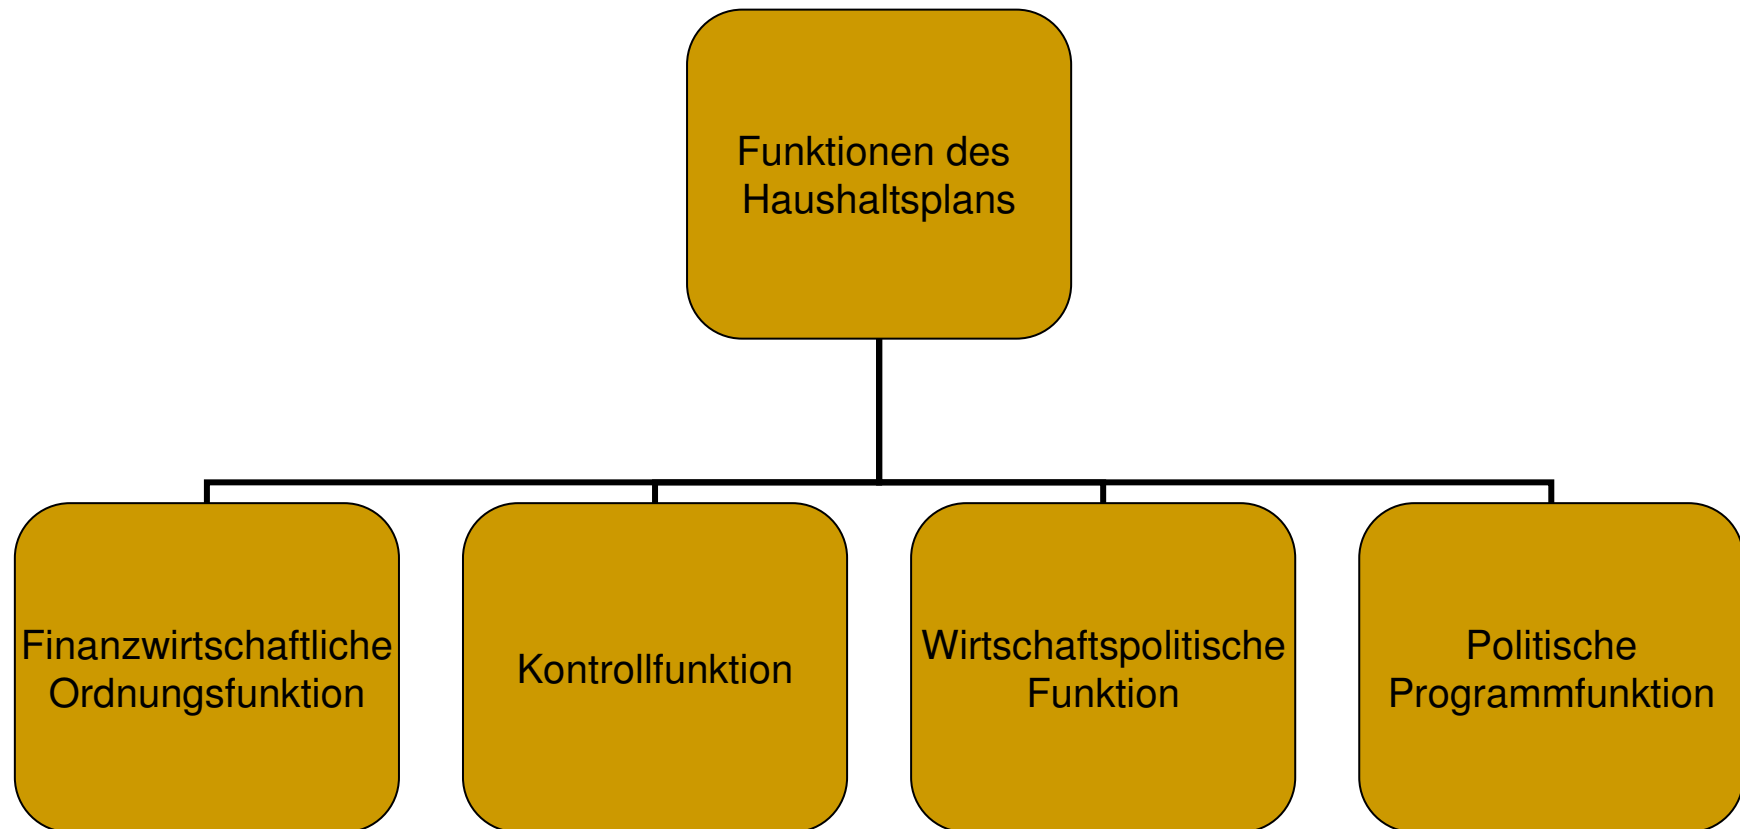 Funktionen des
Haushaltsplans
Finanzwirtschaftliche
Ordnungsfunktion
Kontrollfunktion
Wirtschaftspolitische
Funktion
Politische
Programmfunktion